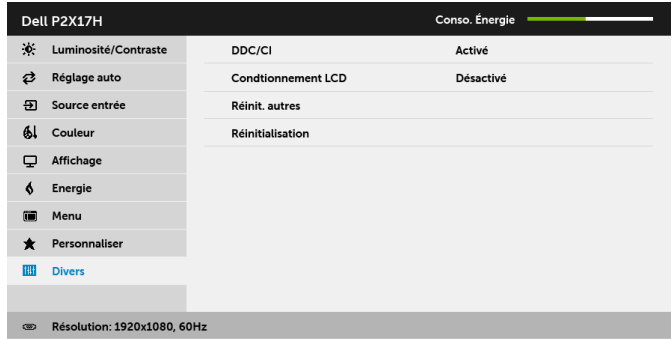 Dell P2X17H Conso. Énergie
Luminosité/Contraste DDC/CI Activé
Réglage auto Condtionnement LCD Désactivé
Source entrée Réinit. autres
Couleur Réinitialisation
Affichage
Energie
Menu
Personnaliser
Divers
Résolution: 1920x1080, 60Hz